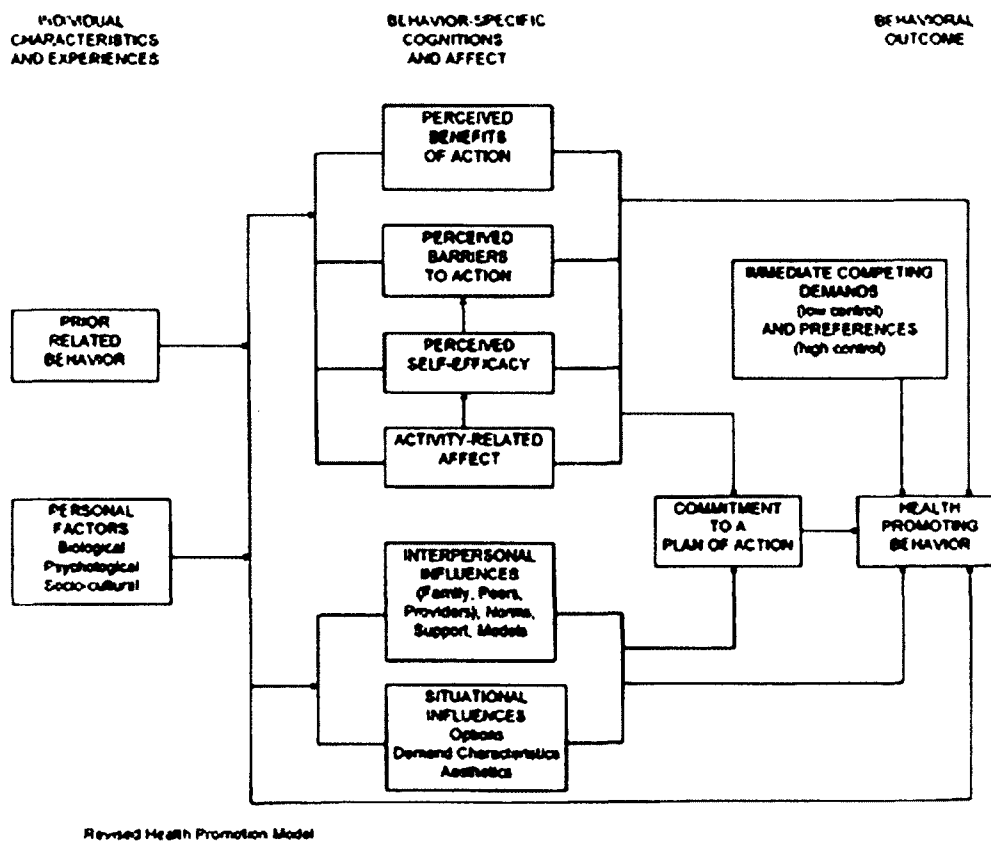 INDIVIDUAL
CHARACTERISTICS
AND EXPERIENCES
BEHAVIOR-SPECIFIC
COGNITIONS
AND AFFECT
BEHAVIORAL
OUTCOME
PERCEIVED
BENEFITS
OF ACTION
PERCEIVED
BARRIERS
TO ACTION
IMMEDIATE COMPETING
DEMANDS
(low control)
AND PREFERENCES
(high control)
PRIOR
RELATED
BEHAVIOR
PERCEIVED
SELF-EFFICACY
ACTIVITY-RELATED
AFFECT
PERSONAL
FACTORS
Biological
Psychological
Socio-cultural
COMMITMENT
TO A
PLAN OF ACTION
HEALTH
PROMOTING
BEHAVIOR
INTERPERSONAL
INFLUENCES
(Family, Peers,
Providers), Norms,
Support, Models
SITUATIONAL
INFLUENCES
Options
Demand Characteristics
Aesthetics
Revised Health Promotion Model